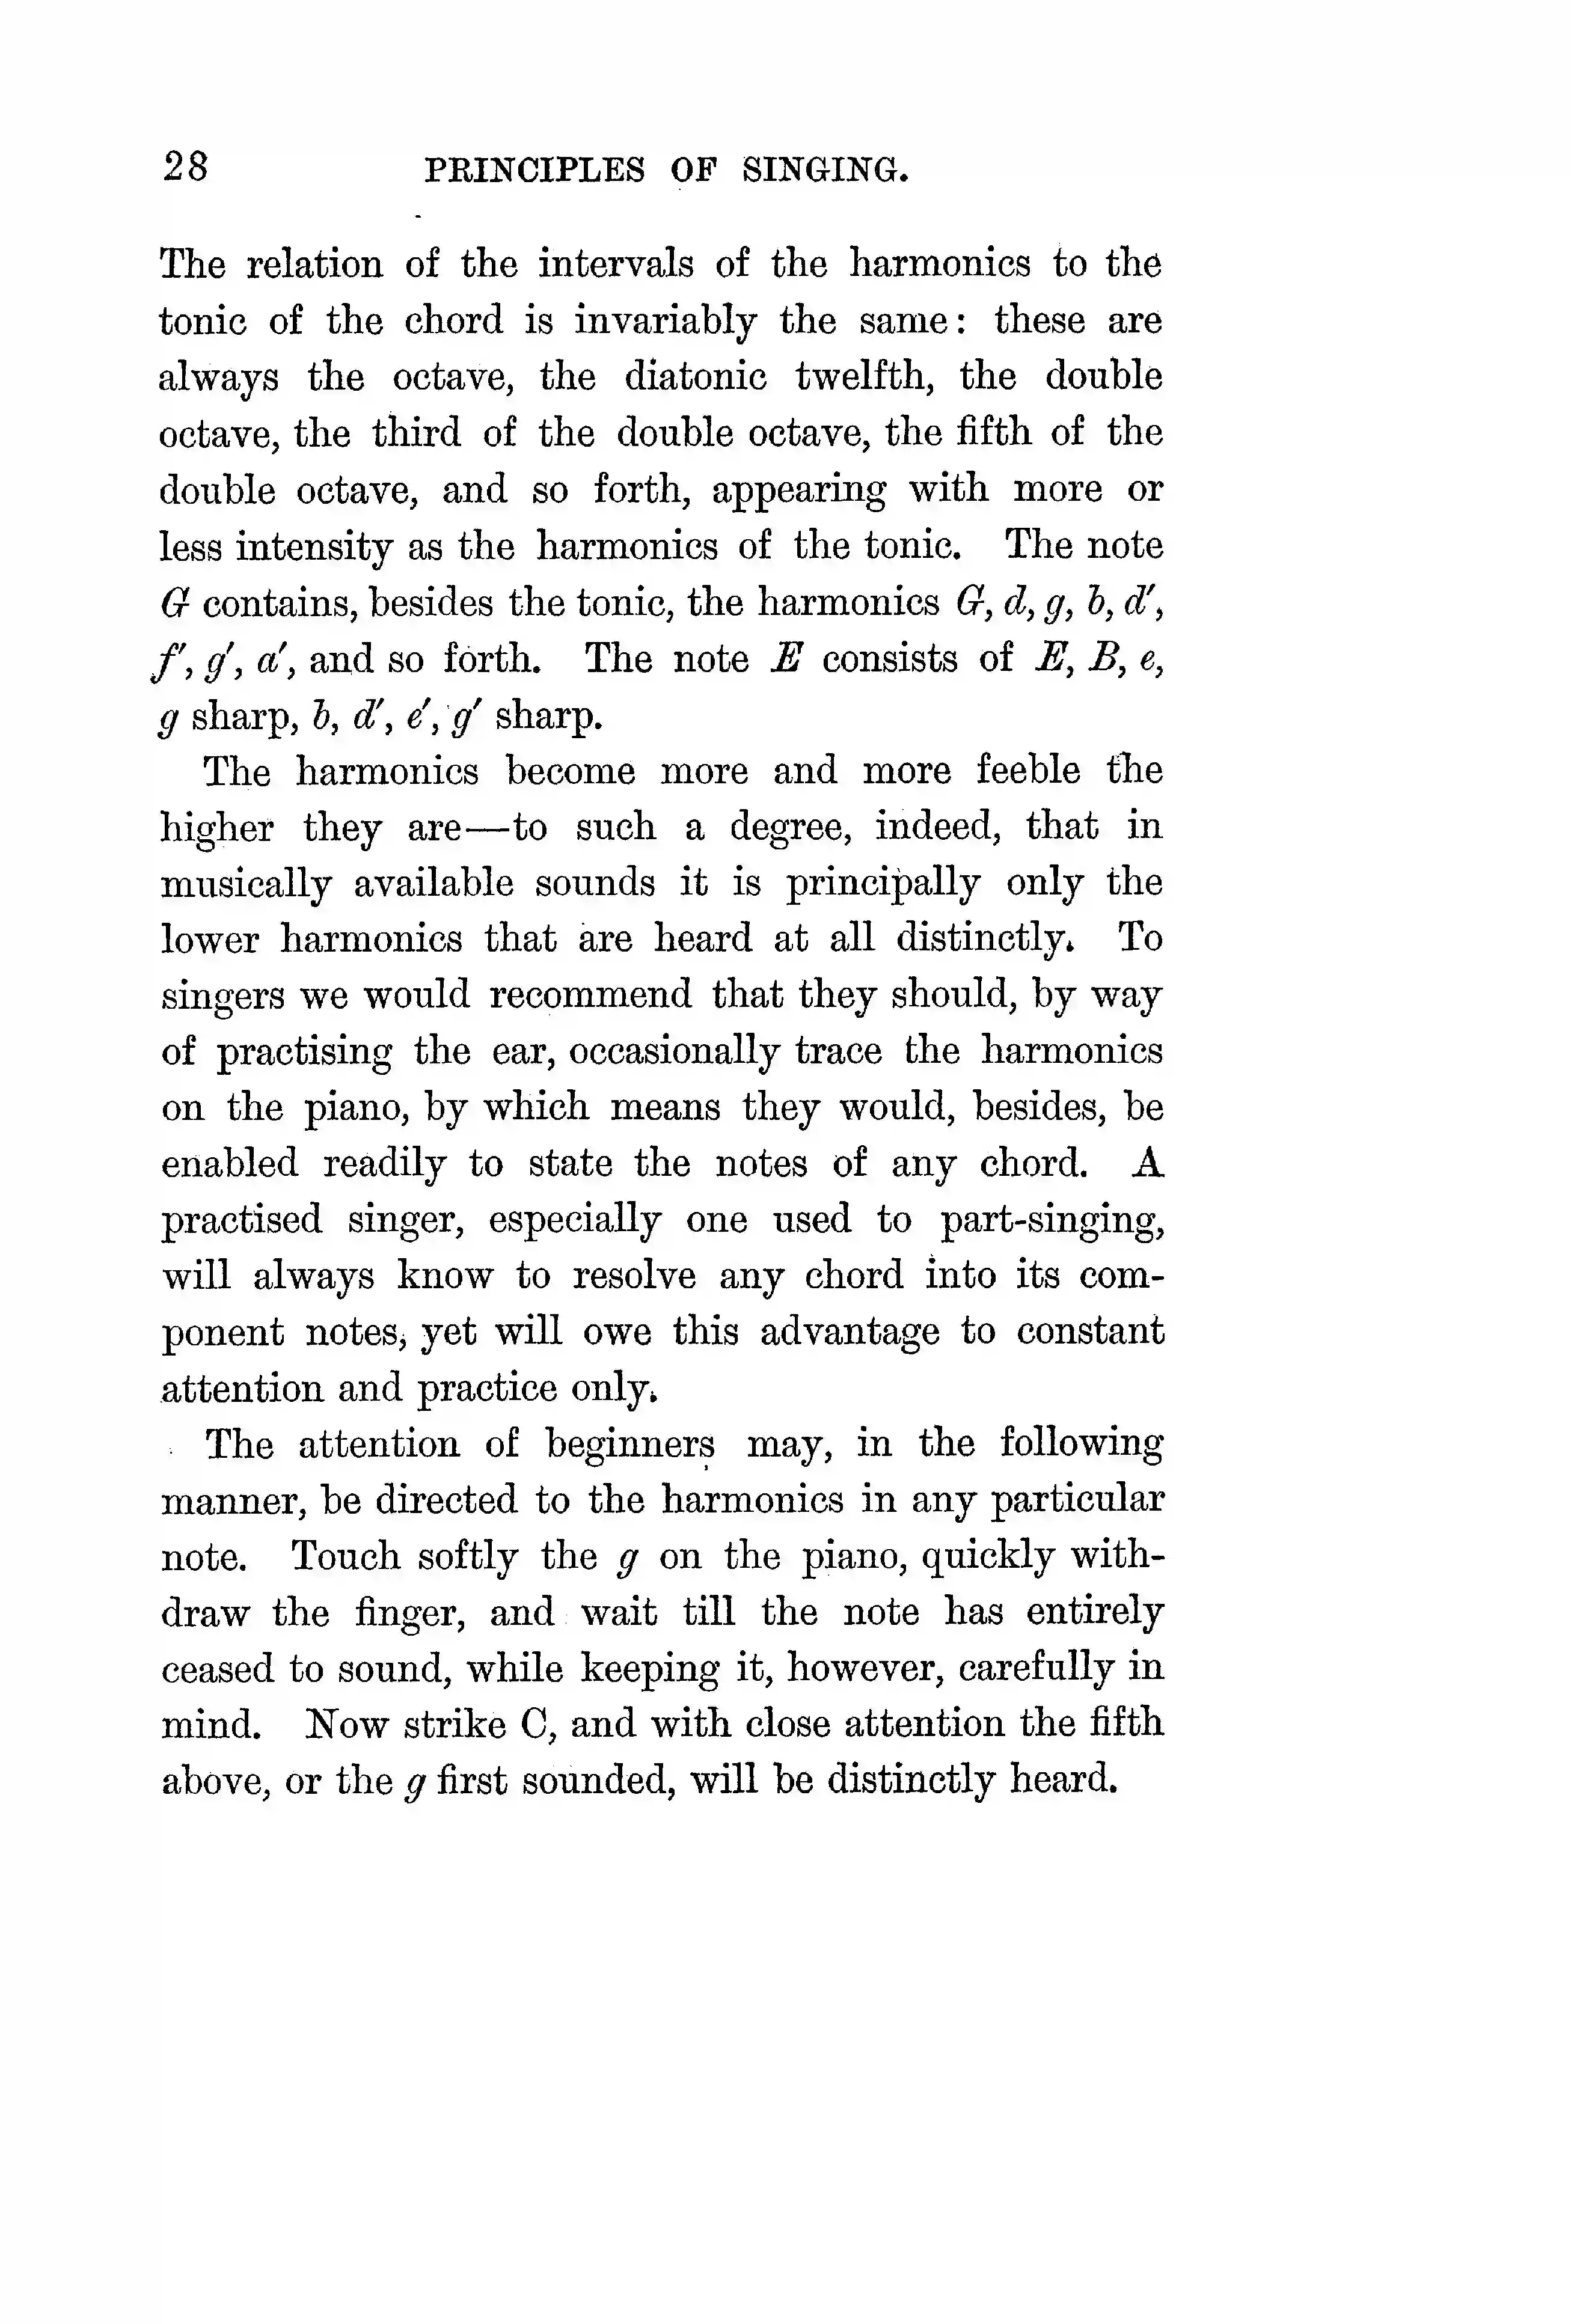 28 PRINCIPLES OF SINGING.
The relation of the intervals of the harmonics to the
tonic of the chord is invariably the same: these are
always the octave, the diatonic twelfth, the double
octave, the third of the double octave, the fifth of the
double octave, and so forth, appearing with more or
less intensity as the harmonics of the tonic. The note
G contains, besides the tonic, the harmonics G, d, g, b, d′,
f′, g′, a′, and so forth. The note E consists of E, B, e,
g sharp, b, d′, e′, g′ sharp.
The harmonics become more and more feeble the
higher they are—to such a degree, indeed, that in
musically available sounds it is principally only the
lower harmonics that are heard at all distinctly. To
singers we would recommend that they should, by way
of practising the ear, occasionally trace the harmonics
on the piano, by which means they would, besides, be
enabled readily to state the notes of any chord. A
practised singer, especially one used to part-singing,
will always know to resolve any chord into its com-
ponent notes, yet will owe this advantage to constant
attention and practice only.
The attention of beginners may, in the following
manner, be directed to the harmonics in any particular
note. Touch softly the g on the piano, quickly with-
draw the finger, and wait till the note has entirely
ceased to sound, while keeping it, however, carefully in
mind. Now strike C, and with close attention the fifth
above, or the g first sounded, will be distinctly heard.